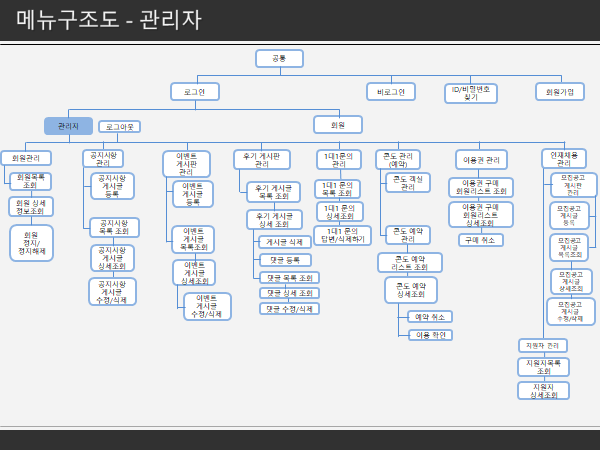 메뉴구조도 - 관리자
공통
로그인
비로그인
ID/비밀번호
찾기
회원가입
관리자
로그아웃
회원
회원관리
회원목록
조회
회원 상세
정보조회
회원
정지/
정지해제
공지사항
관리
공지사항
게시글
등록
공지사항
목록 조회
공지사항
게시글
상세조회
공지사항
게시글
수정/삭제
이벤트
게시판
관리
이벤트
게시글
등록
이벤트
게시글
목록조회
이벤트
게시글
상세조회
이벤트
게시글
수정/삭제
후기 게시판
관리
후기 게시글
목록 조회
후기 게시글
상세 조회
게시글 삭제
댓글 등록
댓글 목록 조회
댓글 상세 조회
댓글 수정/삭제
1대1문의
관리
1대1 문의
목록 조회
1대1 문의
상세조회
1대1 문의
답변/삭제하기
콘도 관리
(예약)
콘도 객실
관리
콘도 예약
관리
콘도 예약
리스트 조회
콘도 예약
상세조회
예약 취소
이용 확인
이용권 관리
이용권 구매
회원리스트 조회
이용권 구매
회원리스트
상세조회
구매 취소
인재채용
관리
모집공고
게시판
관리
모집공고
게시글
등록
모집공고
게시글
목록조회
모집공고
게시글
상세조회
모집공고
게시글
수정/삭제
지원자 관리
지원자목록
조회
지원자
상세조회